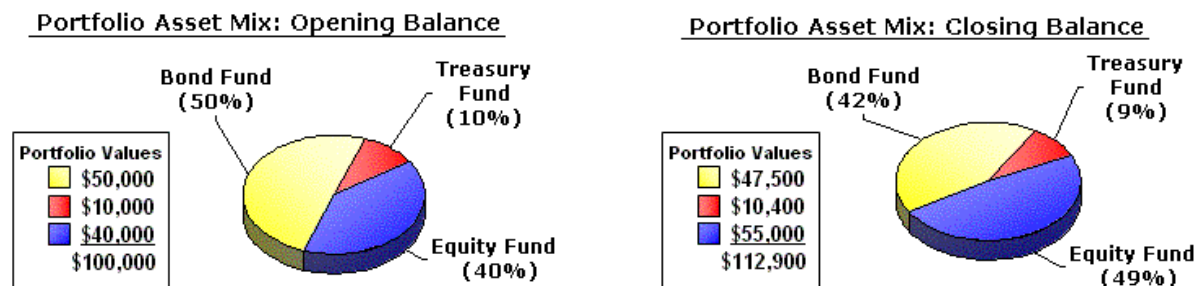 Portfolio Asset Mix: Opening Balance
Bond Fund
(50%)
Treasury
Fund
(10%)
Portfolio Values
$50,000
$10,000
$40,000
$100,000
Equity Fund
(40%)
Portfolio Asset Mix: Closing Balance
Bond Fund
(42%)
Treasury
Fund
(9%)
Portfolio Values
$47,500
$10,400
$55,000
$112,900
Equity Fund
(49%)